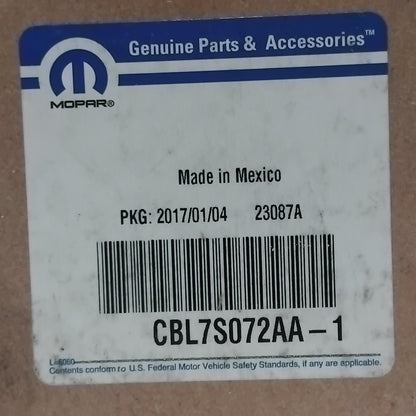 Genuine Parts & Accessories™
MOPAR®
Made in Mexico
PKG: 2017/01/04 23087A
CBL7S072AA-1
L-6060
Contents conform to U.S. Federal Motor Vehicle Safety Standards, if any are applicable.